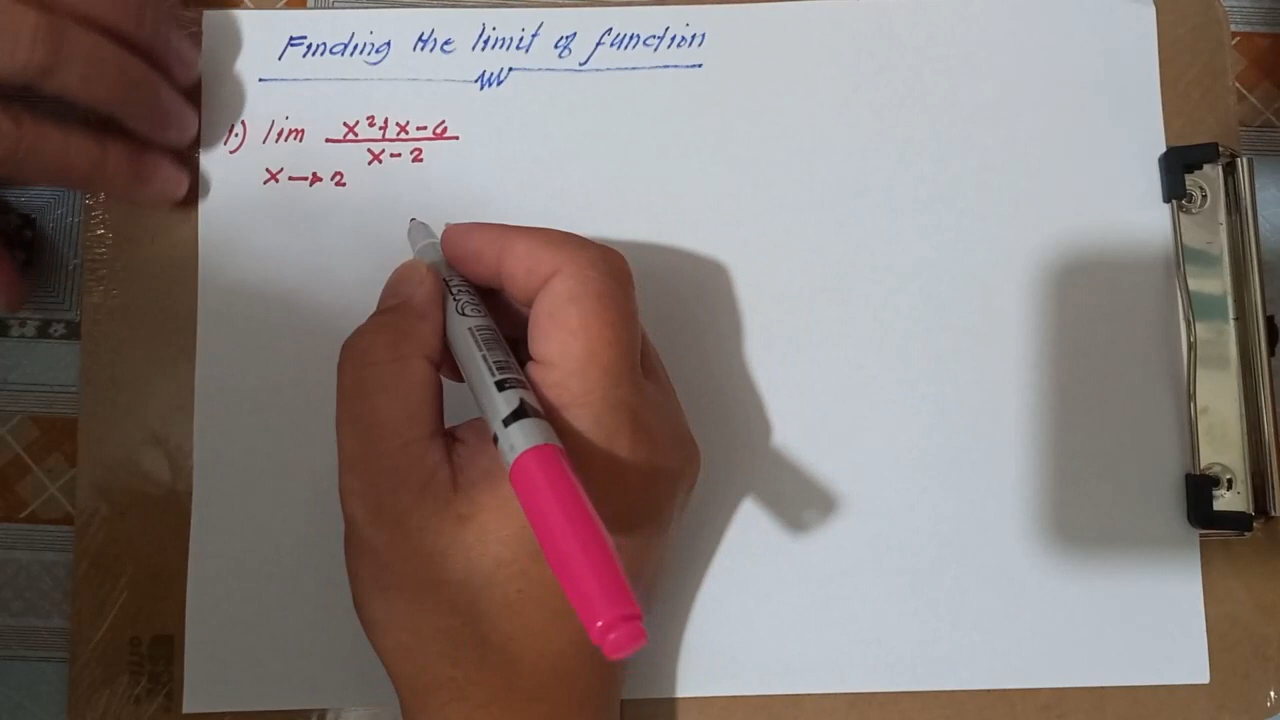 Finding the limit of function
1.) lim x²+x-6
x-2
x→2